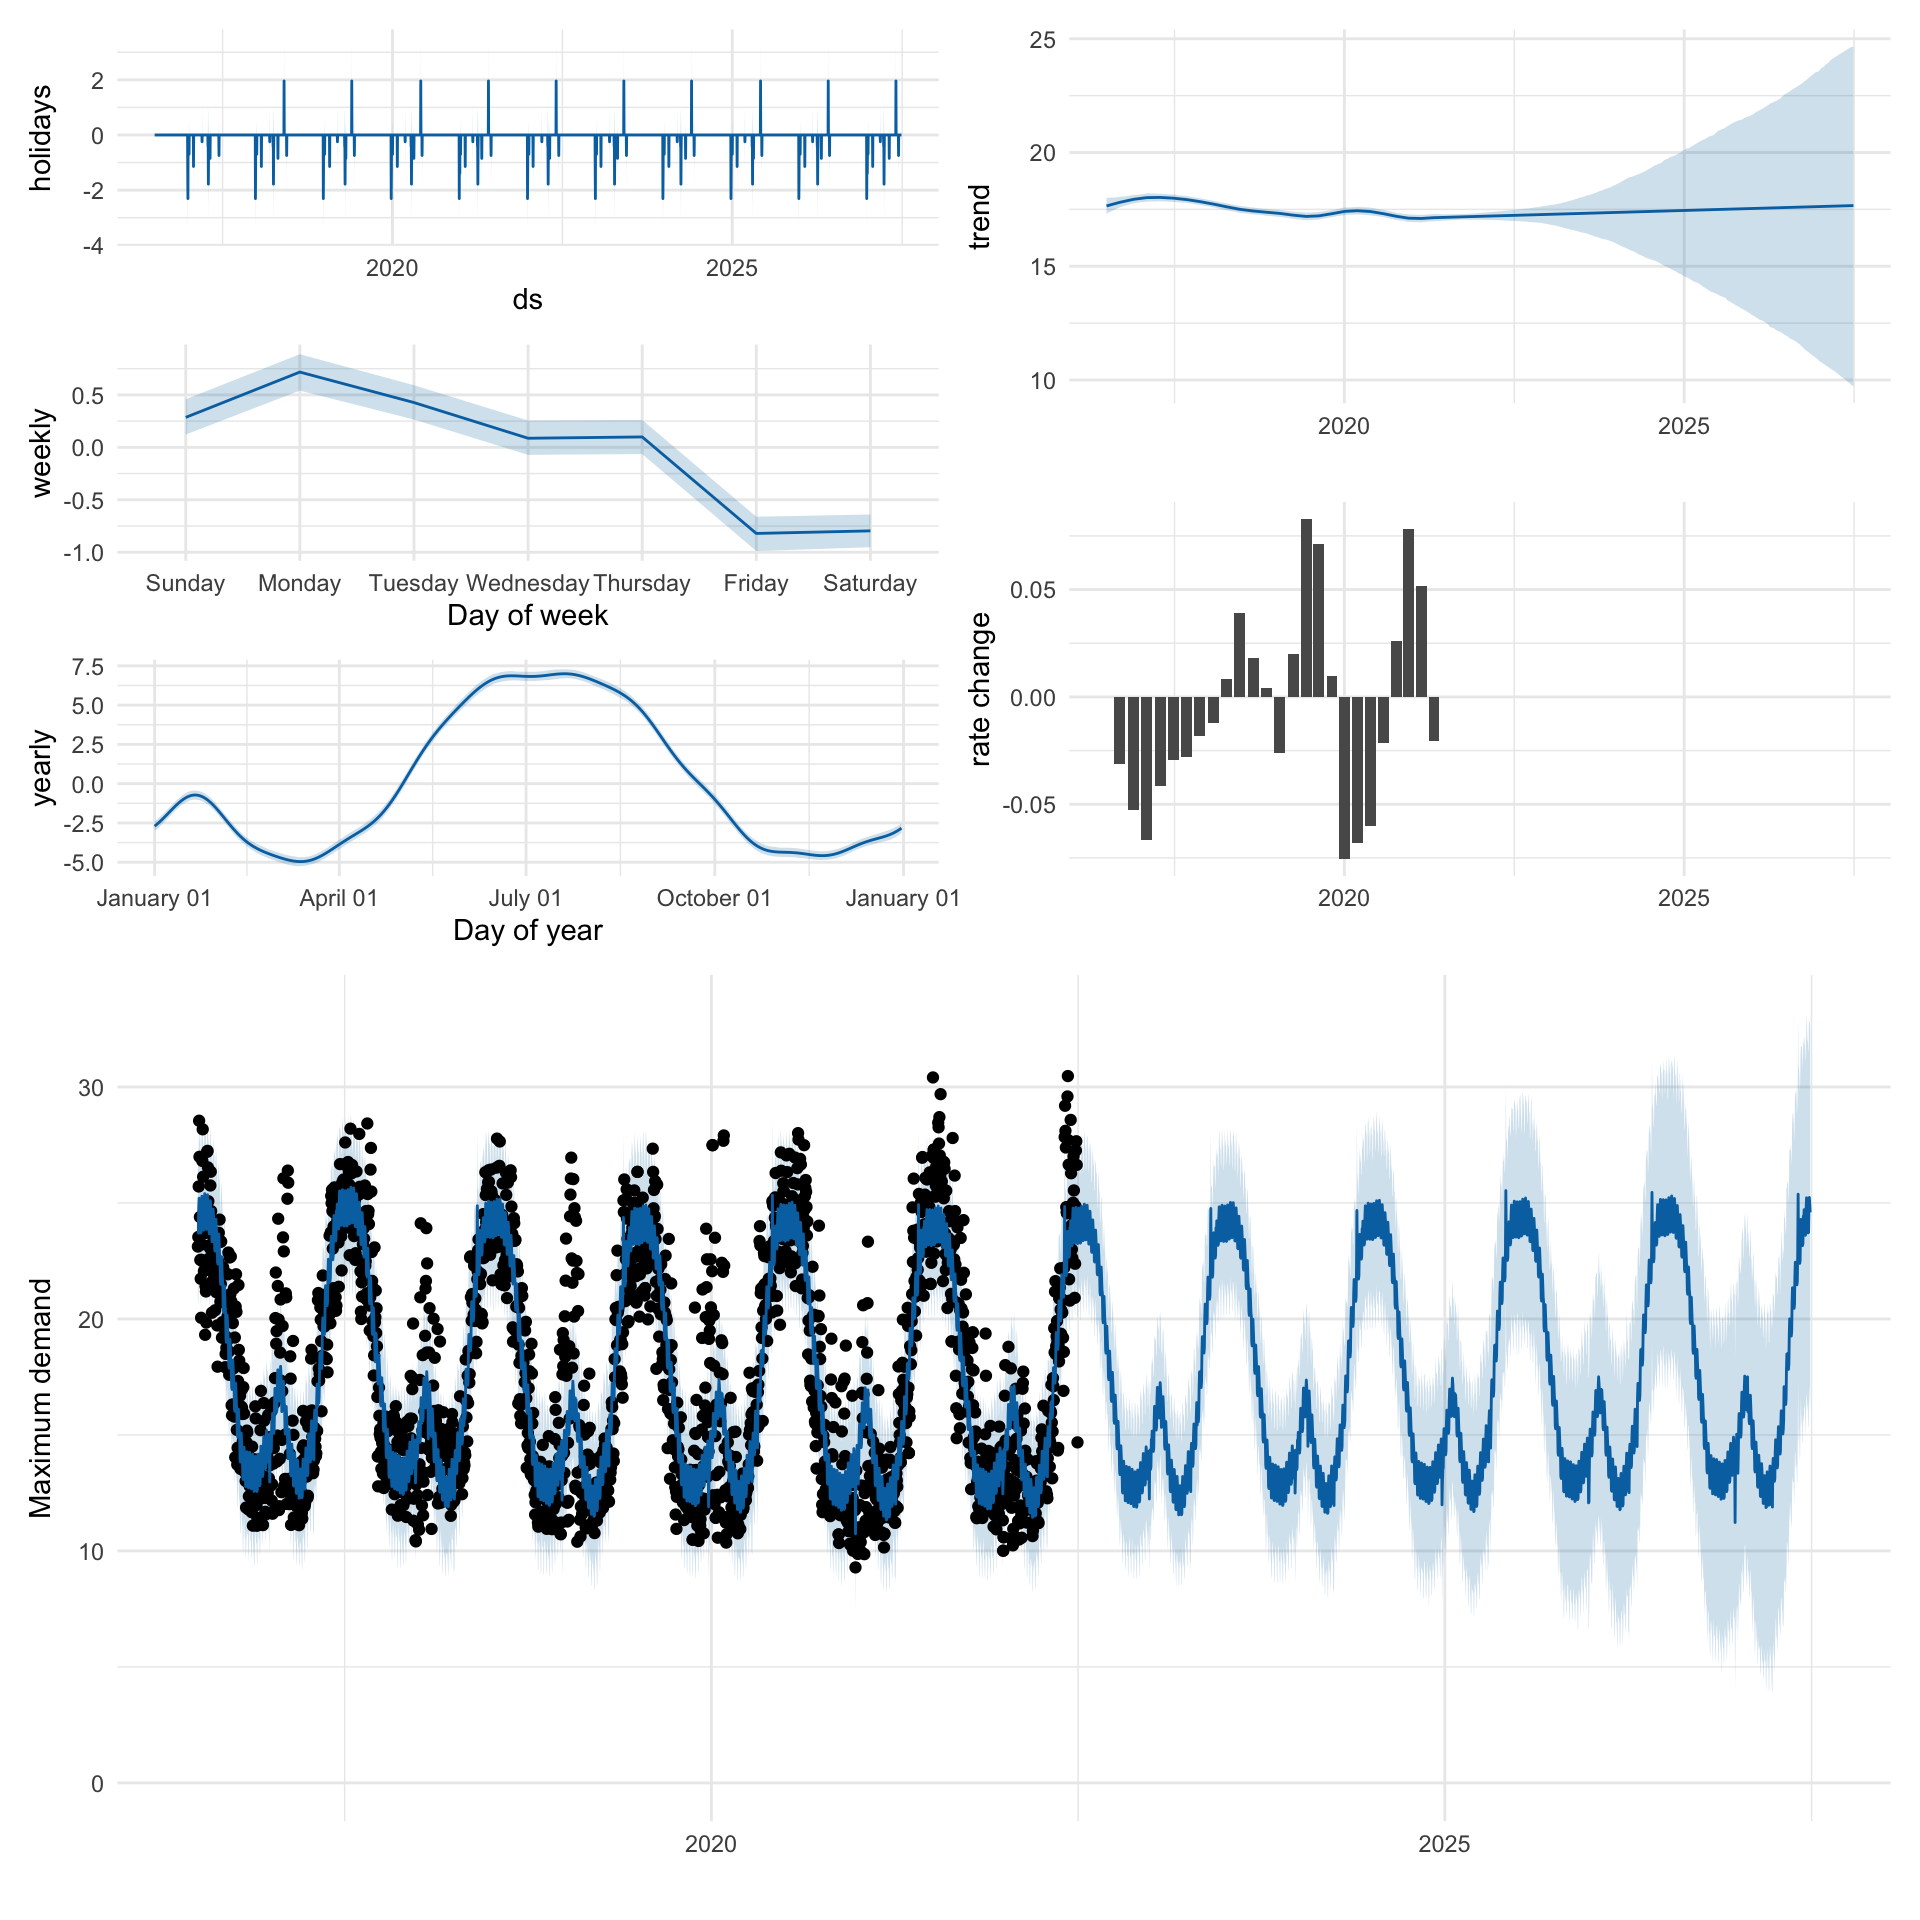 holidays
2
0
-2
-4
2020 2025
ds
weekly
0.5
0.0
-0.5
-1.0
Sunday Monday Tuesday Wednesday Thursday Friday Saturday
Day of week
yearly
7.5
5.0
2.5
0.0
-2.5
-5.0
January 01 April 01 July 01 October 01 January 01
Day of year
trend
25
20
15
10
2020 2025
rate change
0.05
0.00
-0.05
2020 2025
Maximum demand
30
20
10
0
2020 2025